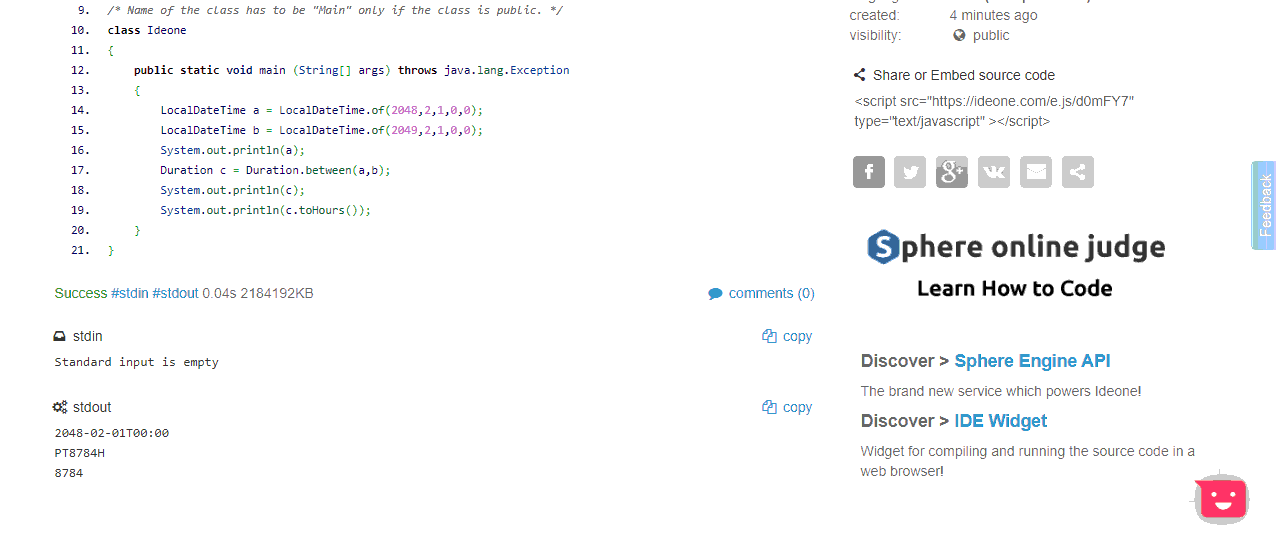 9. /* Name of the class has to be "Main" only if the class is public. */
10. class Ideone
11. {
12. public static void main (String[] args) throws java.lang.Exception
13. {
14. LocalDateTime a = LocalDateTime.of(2048,2,1,0,0);
15. LocalDateTime b = LocalDateTime.of(2049,2,1,0,0);
16. System.out.println(a);
17. Duration c = Duration.between(a,b);
18. System.out.println(c);
19. System.out.println(c.toHours());
20. }
21. }
Success #stdin #stdout 0.04s 2184192KB
comments (0)
stdin
copy
Standard input is empty
stdout
copy
2048-02-01T00:00
PT8784H
8784
created: 4 minutes ago
visibility: public
Share or Embed source code
<script src="https://ideone.com/e.js/d0mFY7"
type="text/javascript" ></script>
Feedback
Sphere online judge
Learn How to Code
Discover > Sphere Engine API
The brand new service which powers Ideone!
Discover > IDE Widget
Widget for compiling and running the source code in a
web browser!